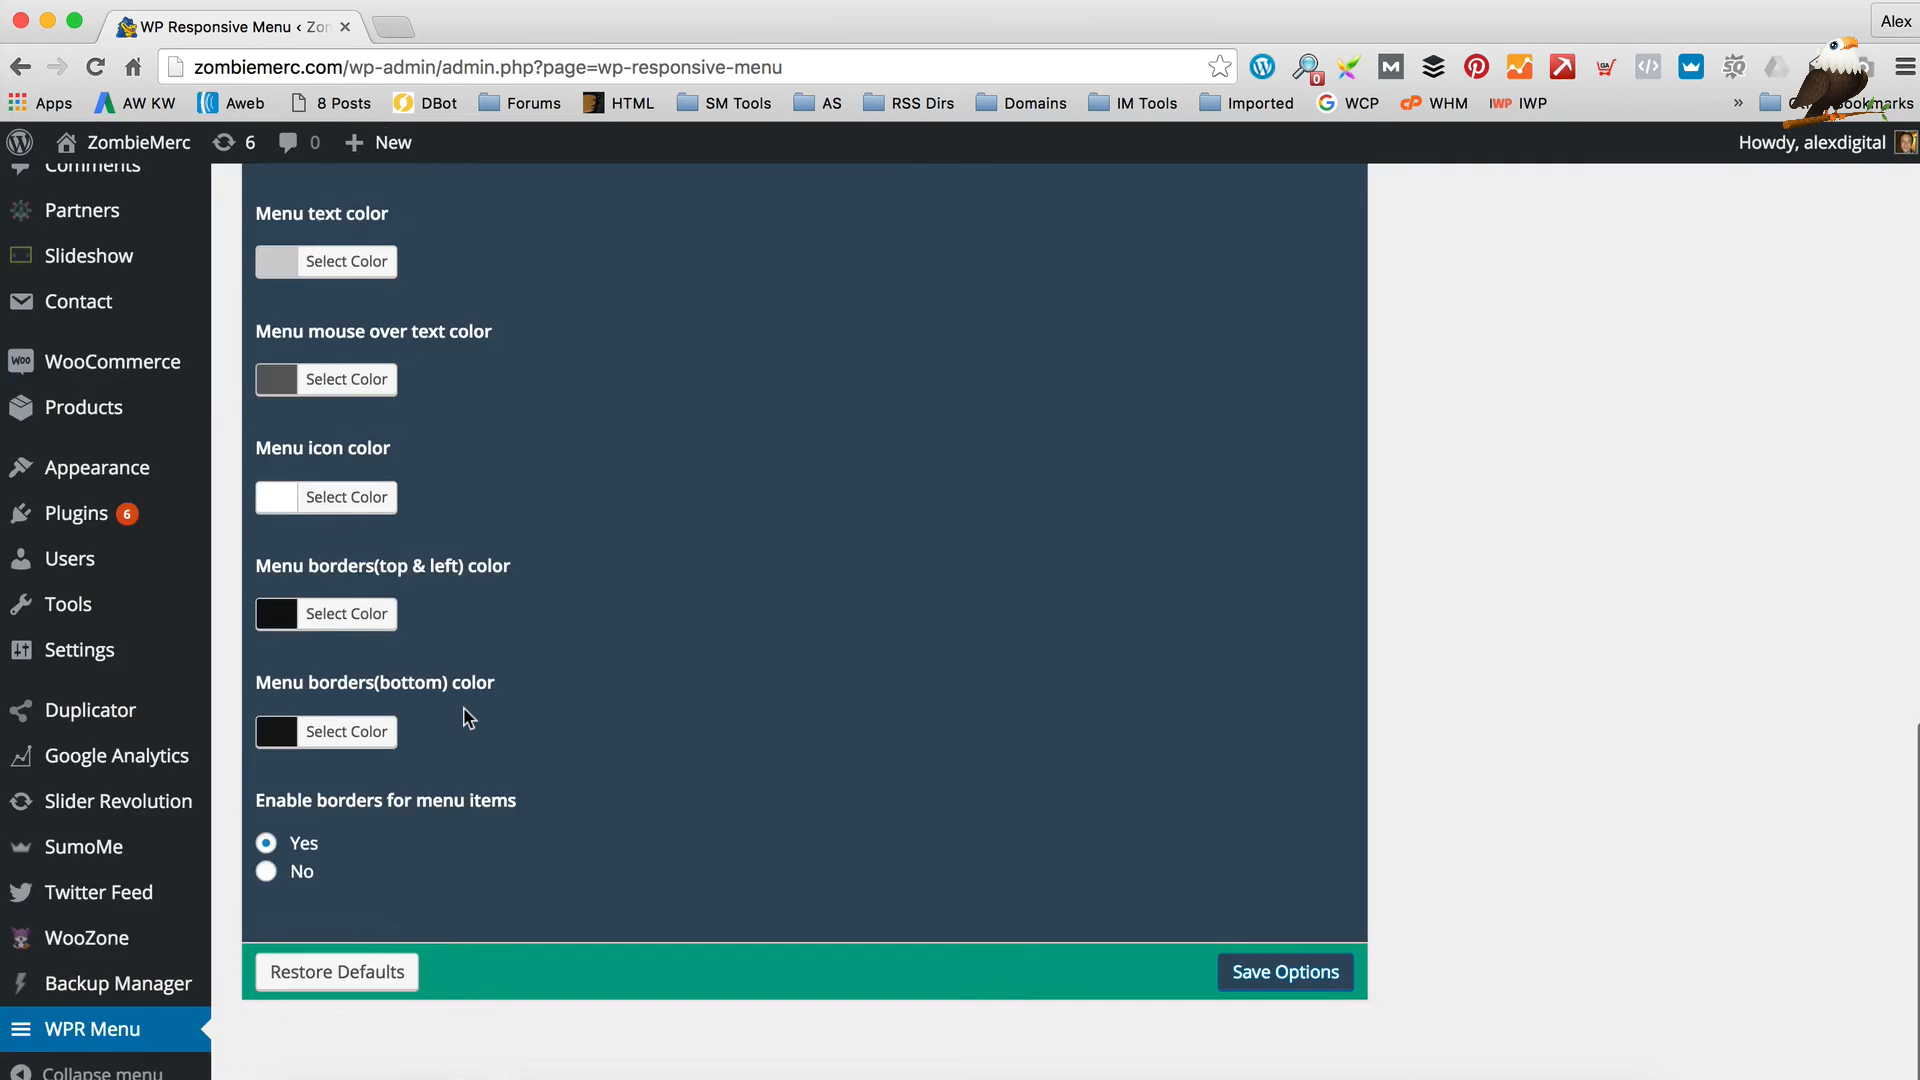 WP Responsive Menu ‹ Zo
Alex
zombiemerc.com/wp-admin/admin.php?page=wp-responsive-menu
0
Apps AW KW Aweb 8 Posts DBot Forums HTML SM Tools AS RSS Dirs Domains IM Tools Imported WCP WHM IWP IWP » Bookmarks
ZombieMerc 6 0 New Howdy, alexdigital
Comments
Partners
Slideshow
Contact
WooCommerce
Products
Appearance
Plugins 6
Users
Tools
Settings
Duplicator
Google Analytics
Slider Revolution
SumoMe
Twitter Feed
WooZone
Backup Manager
WPR Menu
Collapse menu
Menu text color
Select Color
Menu mouse over text color
Select Color
Menu icon color
Select Color
Menu borders(top & left) color
Select Color
Menu borders(bottom) color
Select Color
Enable borders for menu items
Yes
No
Restore Defaults Save Options